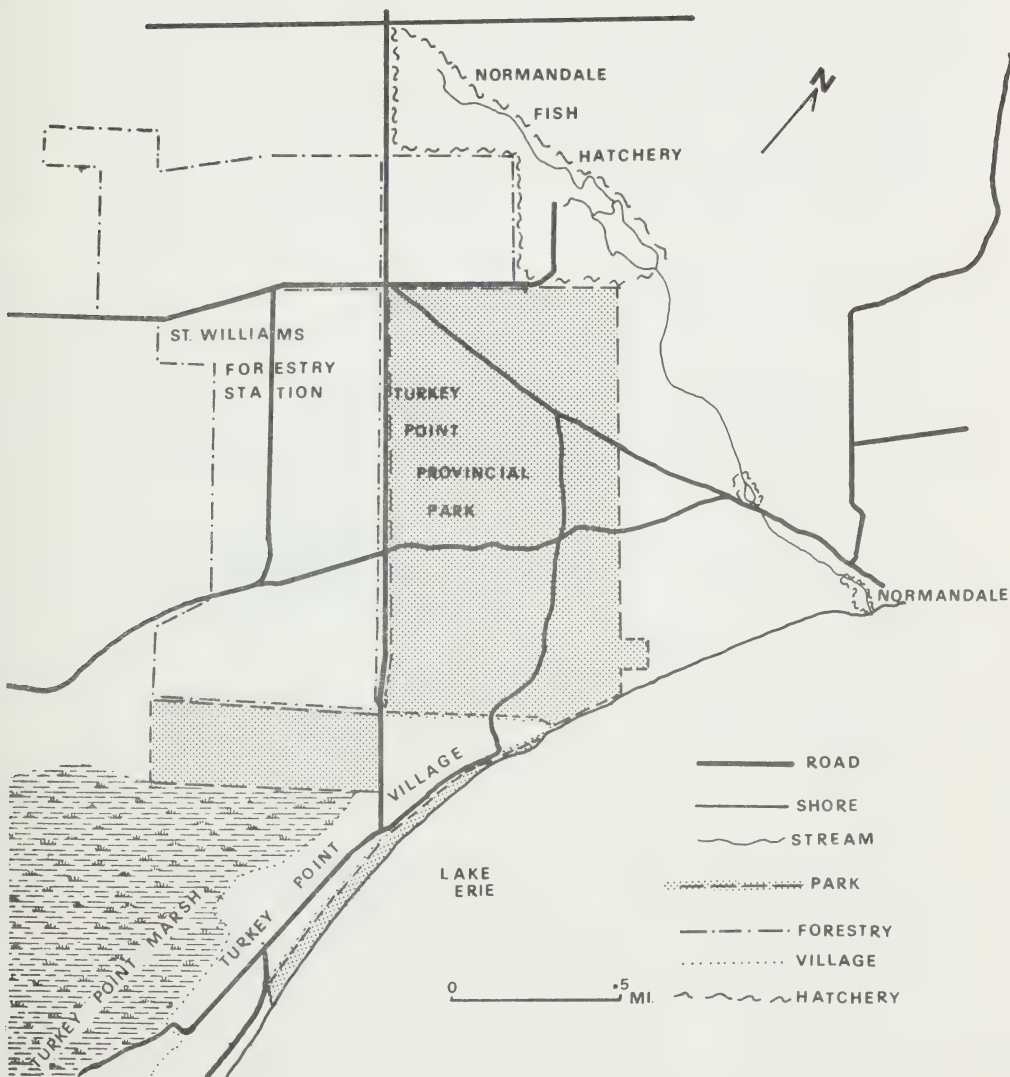 NORMANDALE
FISH
HATCHERY
N
ST. WILLIAMS
FORESTRY
STATION
TURKEY
POINT
PROVINCIAL
PARK
NORMANDALE
TURKEY POINT VILLAGE
TURKEY POINT MARSH
LAKE
ERIE
ROAD
SHORE
STREAM
PARK
FORESTRY
VILLAGE
HATCHERY
0 .5 MI.